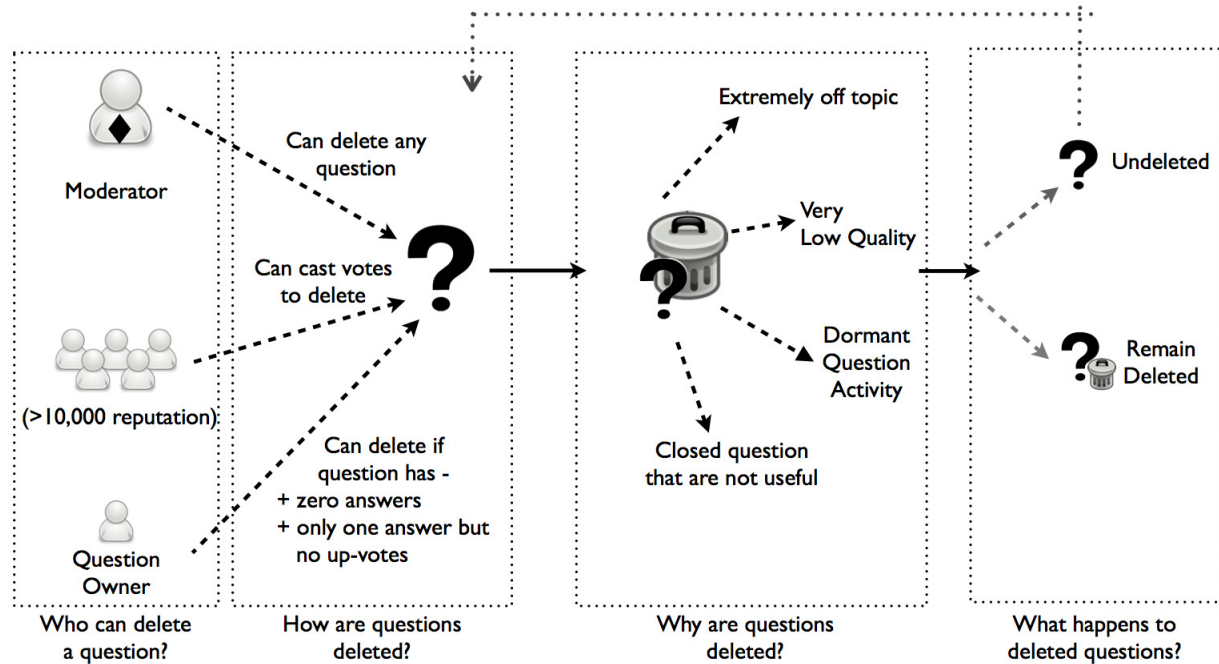 Moderator
(>10,000 reputation)
Question
Owner
Who can delete
a question?
Can delete any
question
Can cast votes
to delete
Can delete if
question has -
+ zero answers
+ only one answer but
no up-votes
?
How are questions
deleted?
Extremely off topic
Very
Low Quality
?
Dormant
Question
Activity
Closed question
that are not useful
Why are questions
deleted?
? Undeleted
? Remain
Deleted
What happens to
deleted questions?